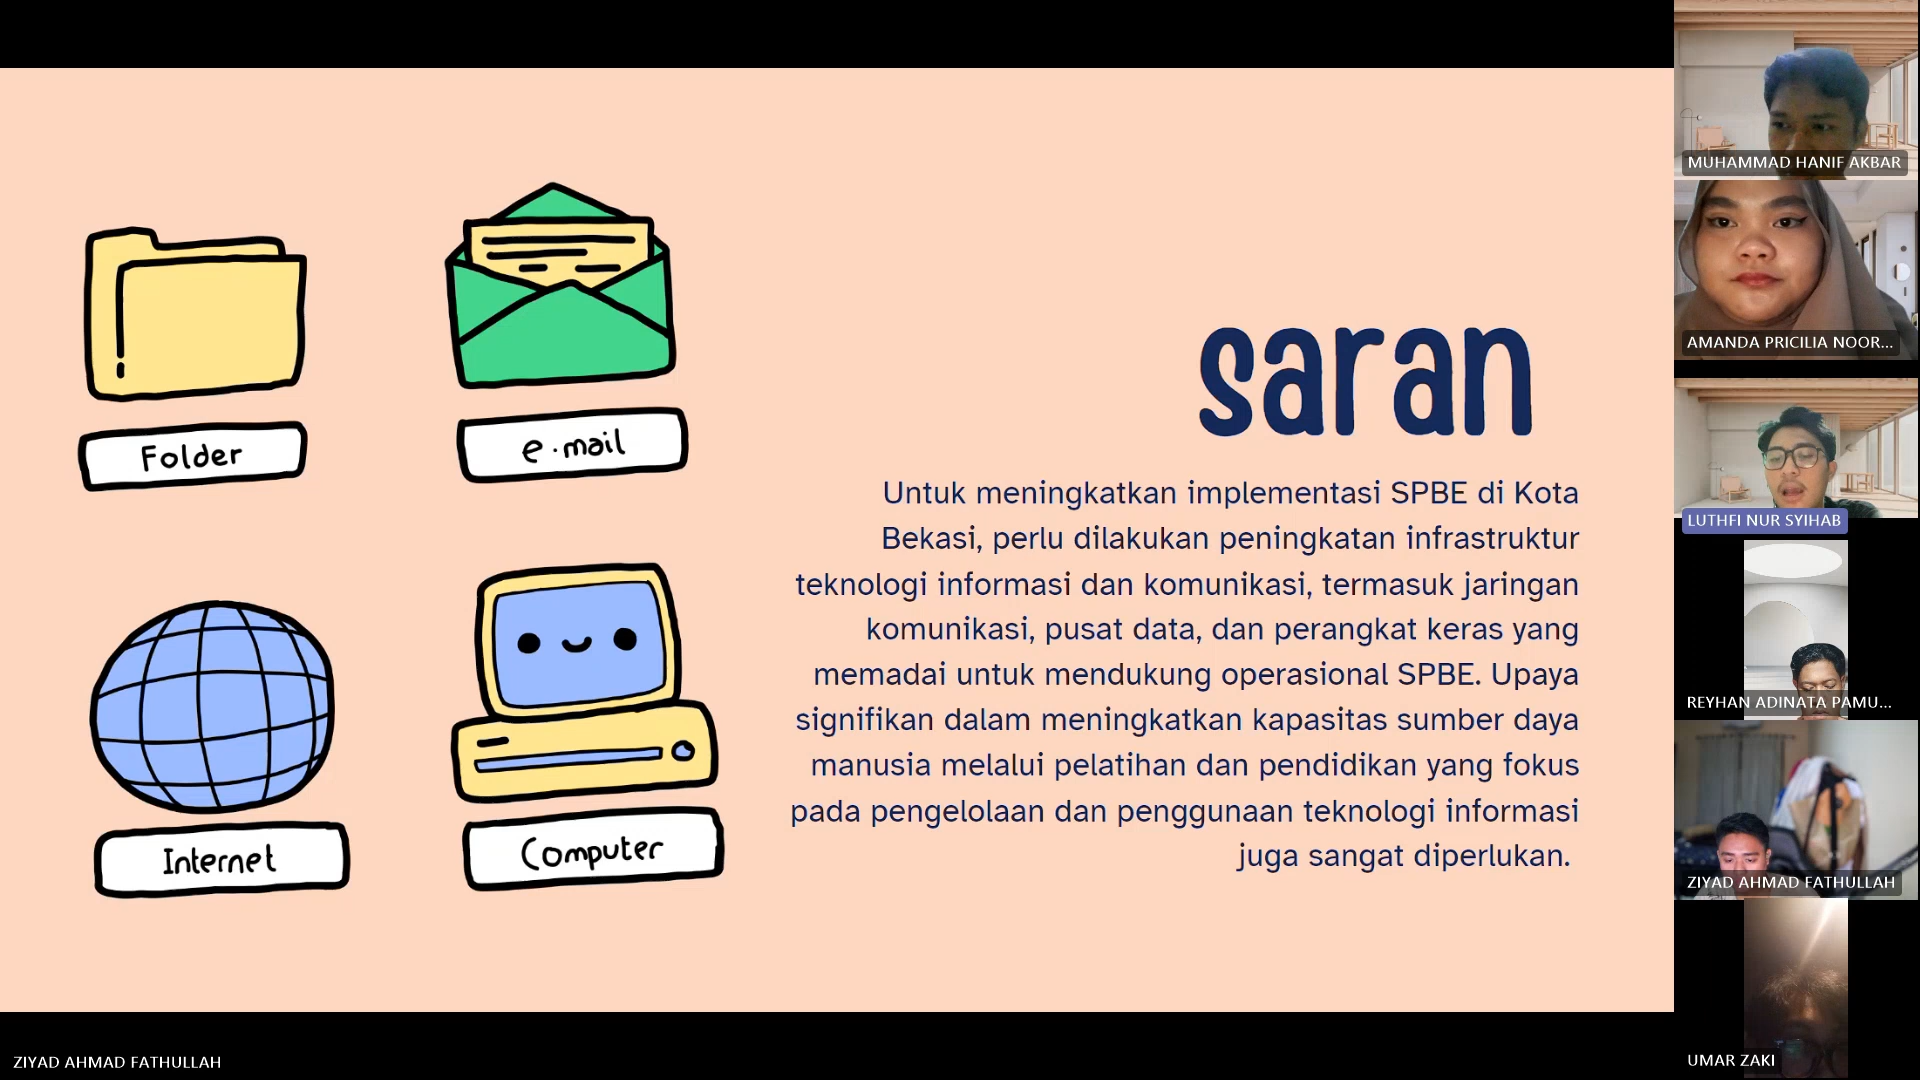 Folder
e.mail
Internet
Computer
saran
Untuk meningkatkan implementasi SPBE di Kota
Bekasi, perlu dilakukan peningkatan infrastruktur
teknologi informasi dan komunikasi, termasuk jaringan
komunikasi, pusat data, dan perangkat keras yang
memadai untuk mendukung operasional SPBE. Upaya
signifikan dalam meningkatkan kapasitas sumber daya
manusia melalui pelatihan dan pendidikan yang fokus
pada pengelolaan dan penggunaan teknologi informasi
juga sangat diperlukan.
MUHAMMAD HANIF AKBAR
AMANDA PRICILIA NOOR...
LUTHFI NUR SYIHAB
REYHAN ADINATA PAMU...
ZIYAD AHMAD FATHULLAH
UMAR ZAKI
ZIYAD AHMAD FATHULLAH